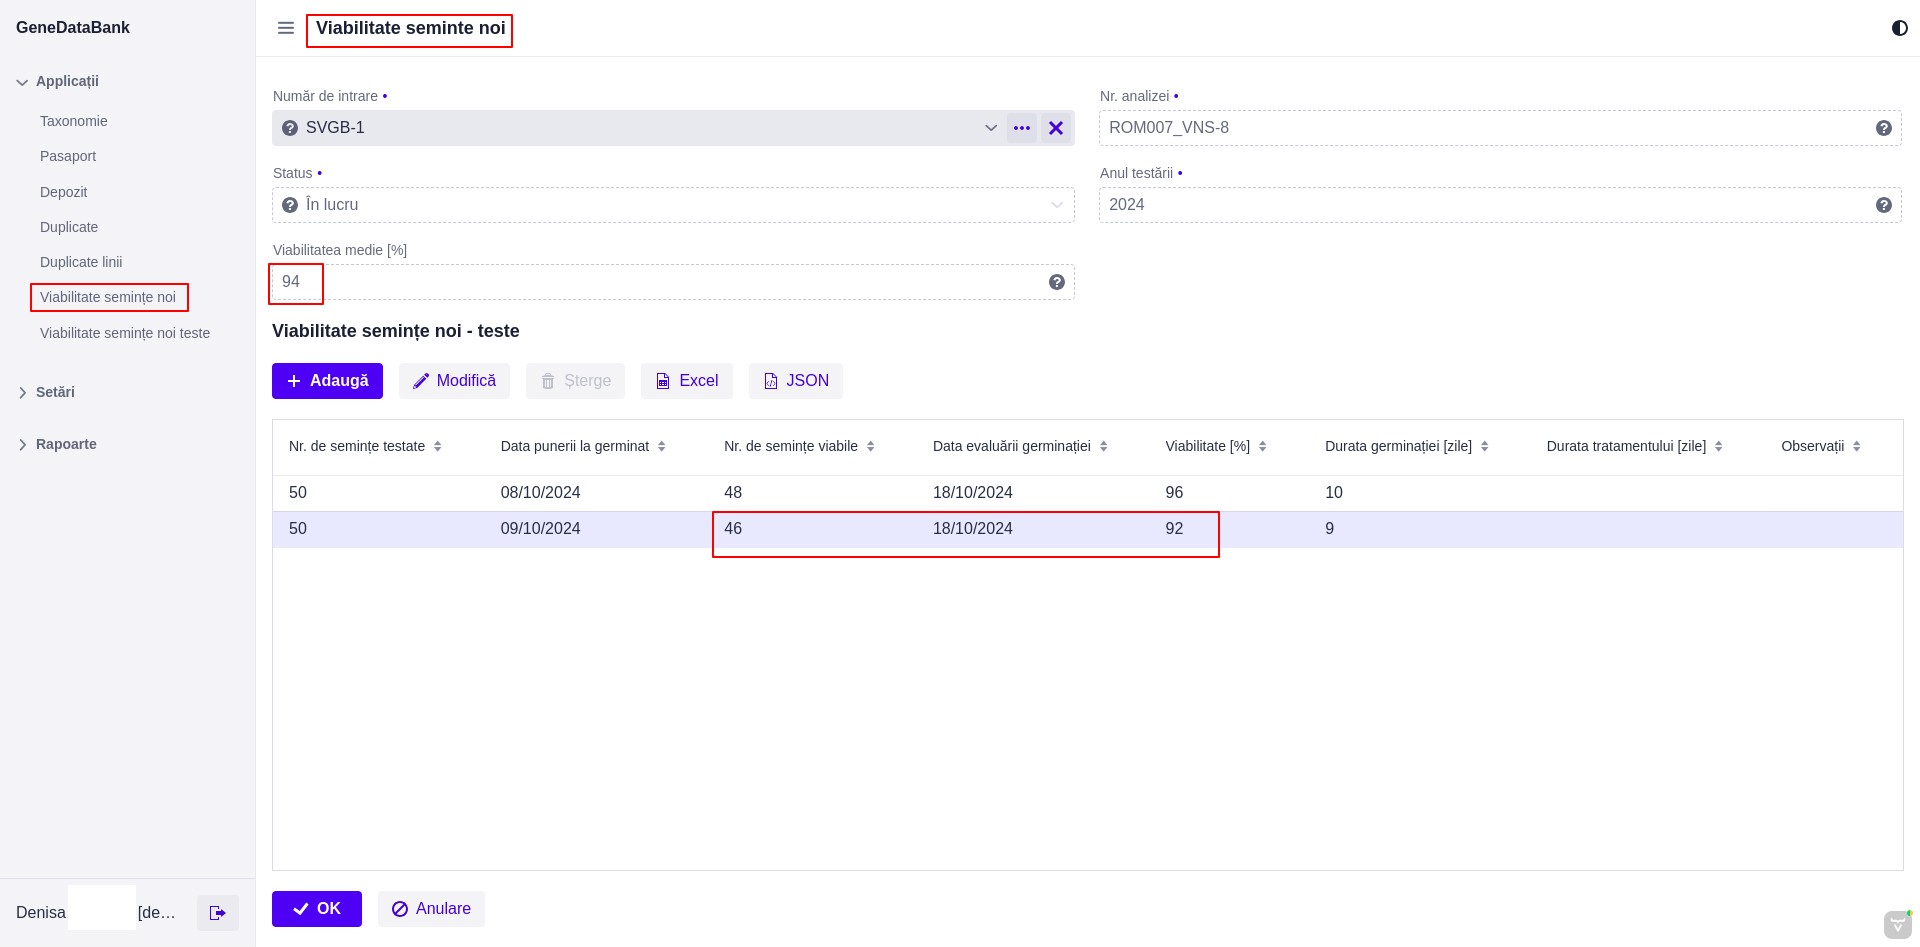 GeneDataBank
Applicații
Taxonomie
Pasaport
Depozit
Duplicate
Duplicate linii
Viabilitate semințe noi
Viabilitate semințe noi teste
Setări
Rapoarte
Denisa [de…
Viabilitate seminte noi
Număr de intrare •
SVGB-1
Nr. analizei •
ROM007_VNS-8
Status •
În lucru
Anul testării •
2024
Viabilitatea medie [%]
94
Viabilitate semințe noi - teste
Adaugă Modifică Șterge Excel JSON
Nr. de semințe testate Data punerii la germinat Nr. de semințe viabile Data evaluării germinației Viabilitate [%] Durata germinației [zile] Durata tratamentului [zile] Observații
50 08/10/2024 48 18/10/2024 96 10
50 09/10/2024 46 18/10/2024 92 9
OK Anulare